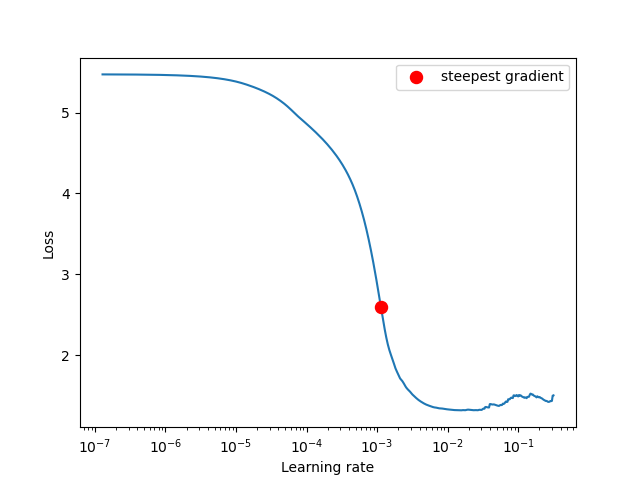 steepest gradient
Loss
5
4
3
2
10⁻⁷ 10⁻⁶ 10⁻⁵ 10⁻⁴ 10⁻³ 10⁻² 10⁻¹
Learning rate